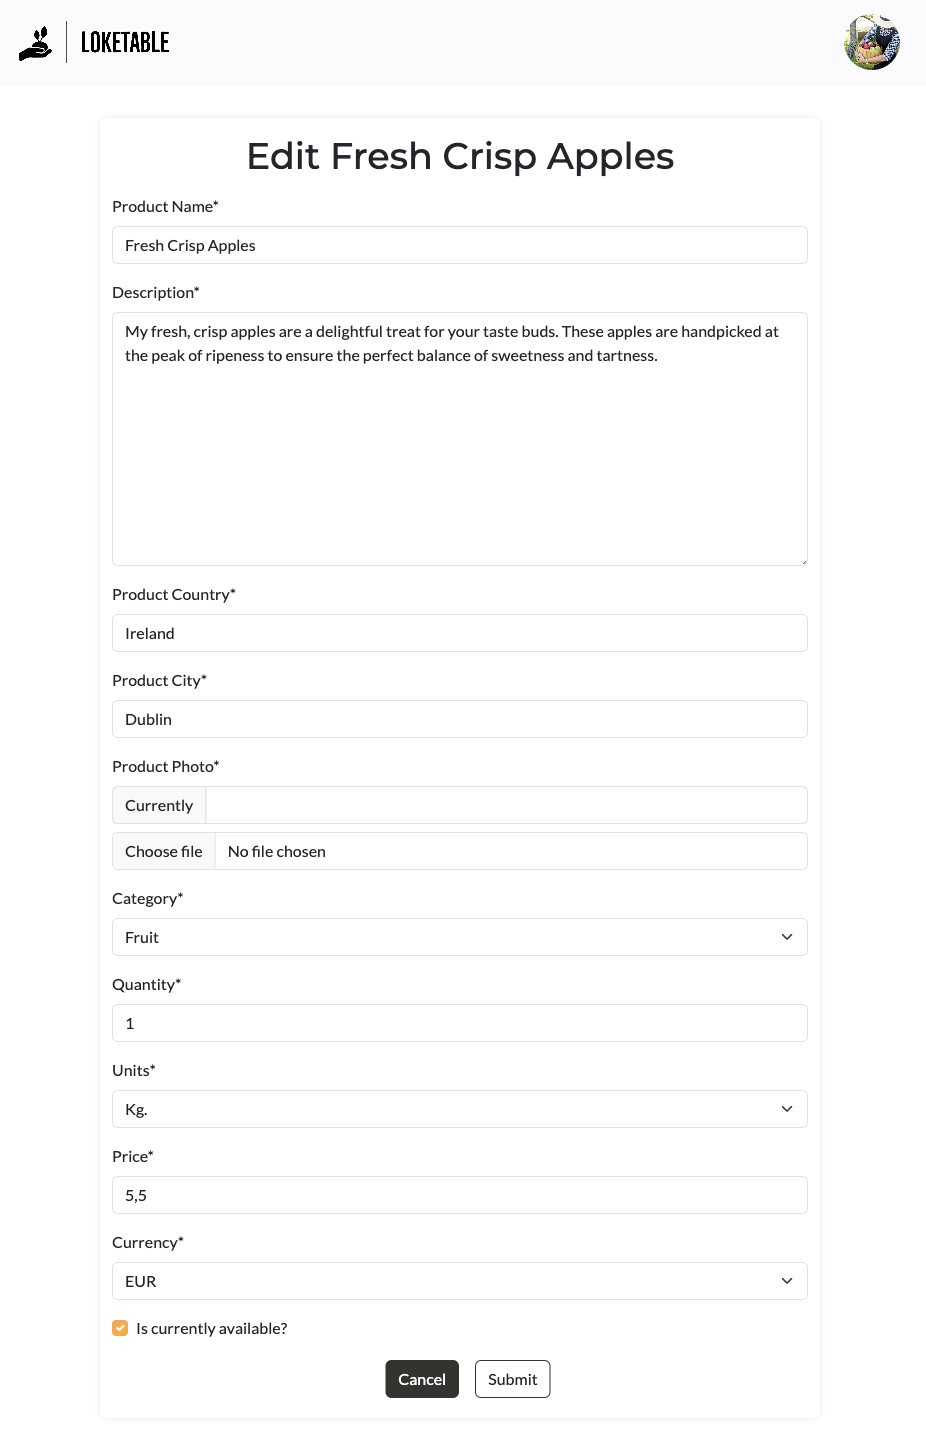 LOKETABLE
Edit Fresh Crisp Apples
Product Name*
Fresh Crisp Apples
Description*
My fresh, crisp apples are a delightful treat for your taste buds. These apples are handpicked at
the peak of ripeness to ensure the perfect balance of sweetness and tartness.
Product Country*
Ireland
Product City*
Dublin
Product Photo*
Currently
Choose file No file chosen
Category*
Fruit
Quantity*
1
Units*
Kg.
Price*
5,5
Currency*
EUR
Is currently available?
Cancel Submit